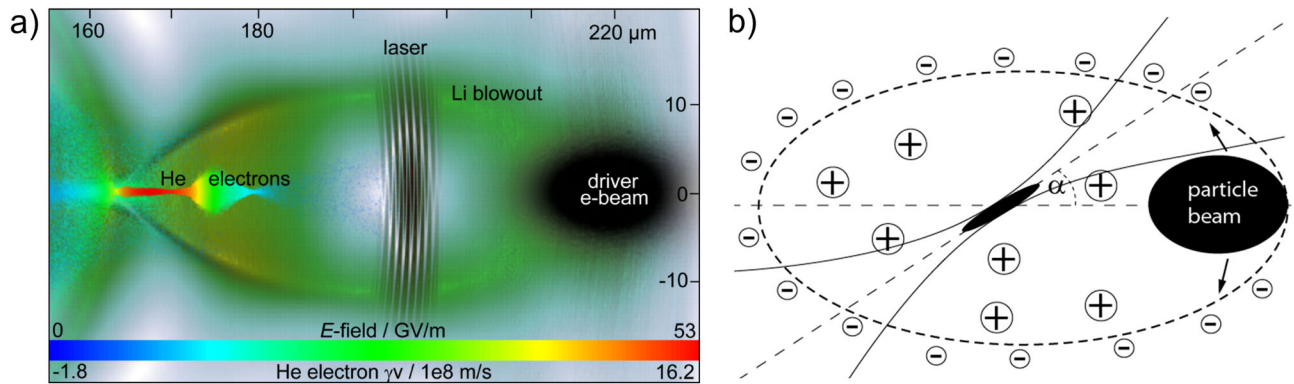 a)
160
180
220 μm
laser
Li blowout
10
He electrons
driver
e-beam
0
-10
0
E-field / GV/m
53
-1.8
He electron γv / 1e8 m/s
16.2
b)
α
particle
beam